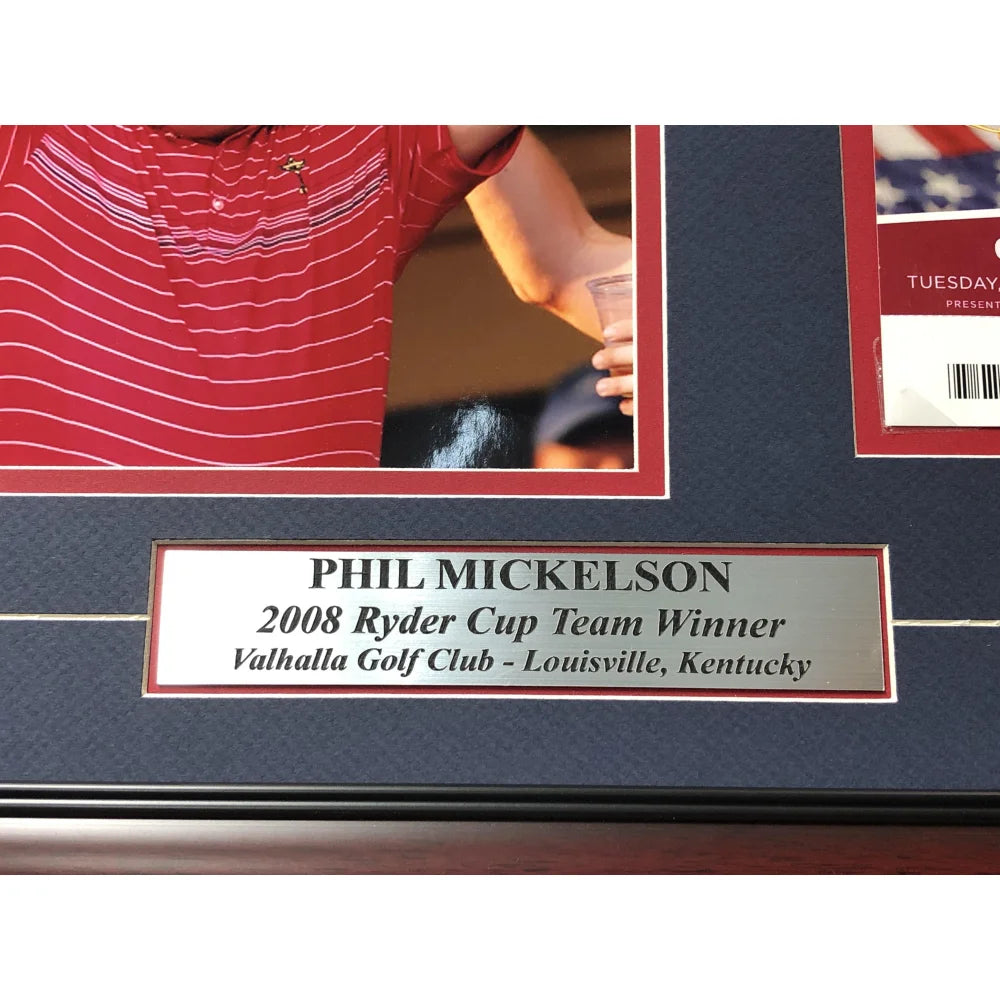 TUESDAY,
PRESENT
PHIL MICKELSON
2008 Ryder Cup Team Winner
Valhalla Golf Club - Louisville, Kentucky